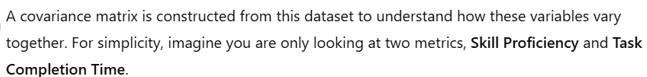 A covariance matrix is constructed from this dataset to understand how these variables vary
together. For simplicity, imagine you are only looking at two metrics, Skill Proficiency and Task
Completion Time.